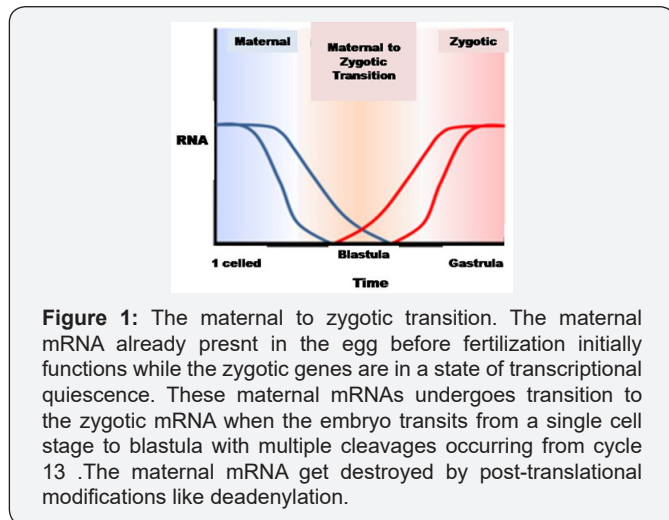 Maternal
Maternal to
Zygotic
Transition
Zygotic
RNA
1 celled
Blastula
Gastrula
Time
Figure 1: The maternal to zygotic transition. The maternal
mRNA already presnt in the egg before fertilization initially
functions while the zygotic genes are in a state of transcriptional
quiescence. These maternal mRNAs undergoes transition to
the zygotic mRNA when the embryo transits from a single cell
stage to blastula with multiple cleavages occurring from cycle
13 .The maternal mRNA get destroyed by post-translational
modifications like deadenylation.